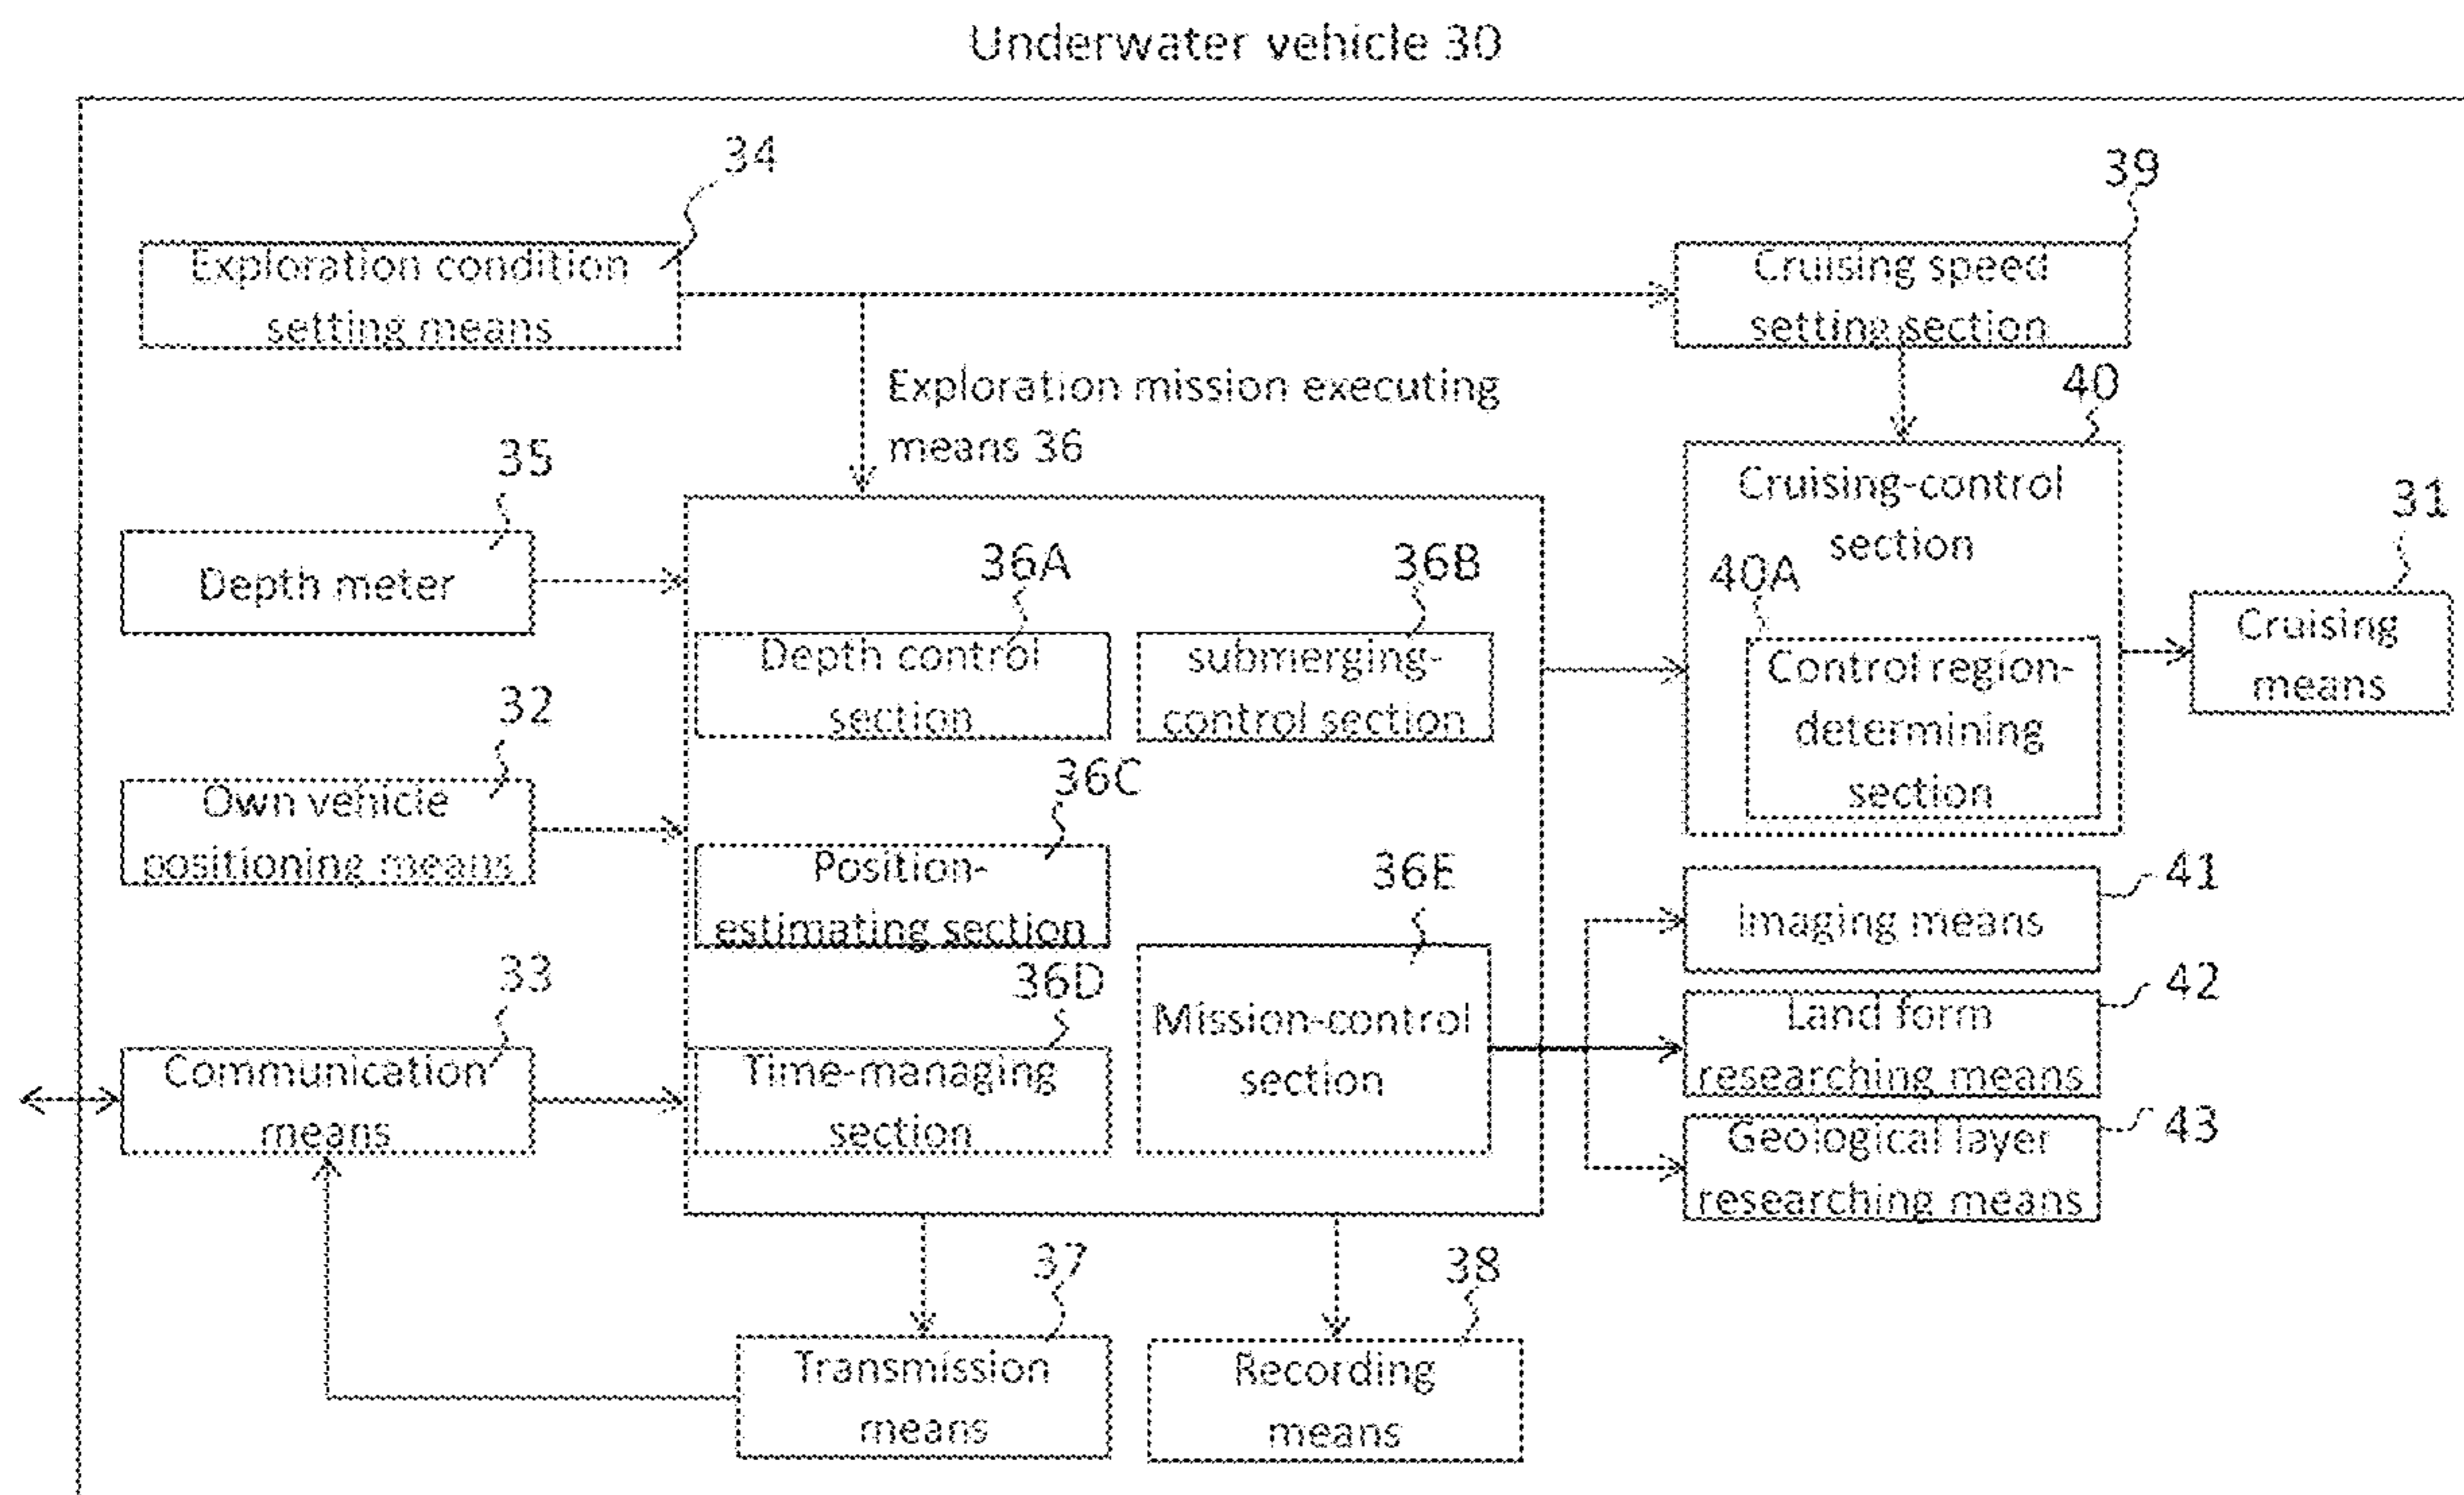 Underwater vehicle 30
34
39
Exploration condition
setting means
Cruising speed
setting section
Exploration mission executing
means 36
40
35
Cruising-control
section
31
Depth meter
36A
36B
40A
Cruising
means
Depth control
section
submerging-
control section
Control region-
determining
section
32
36C
Own vehicle
positioning means
Position-
estimating section
36E
41
Imaging means
33
36D
42
Communication
means
Time-managing
section
Mission-control
section
Land form
researching means
43
Geological layer
researching means
37
38
Transmission
means
Recording
means